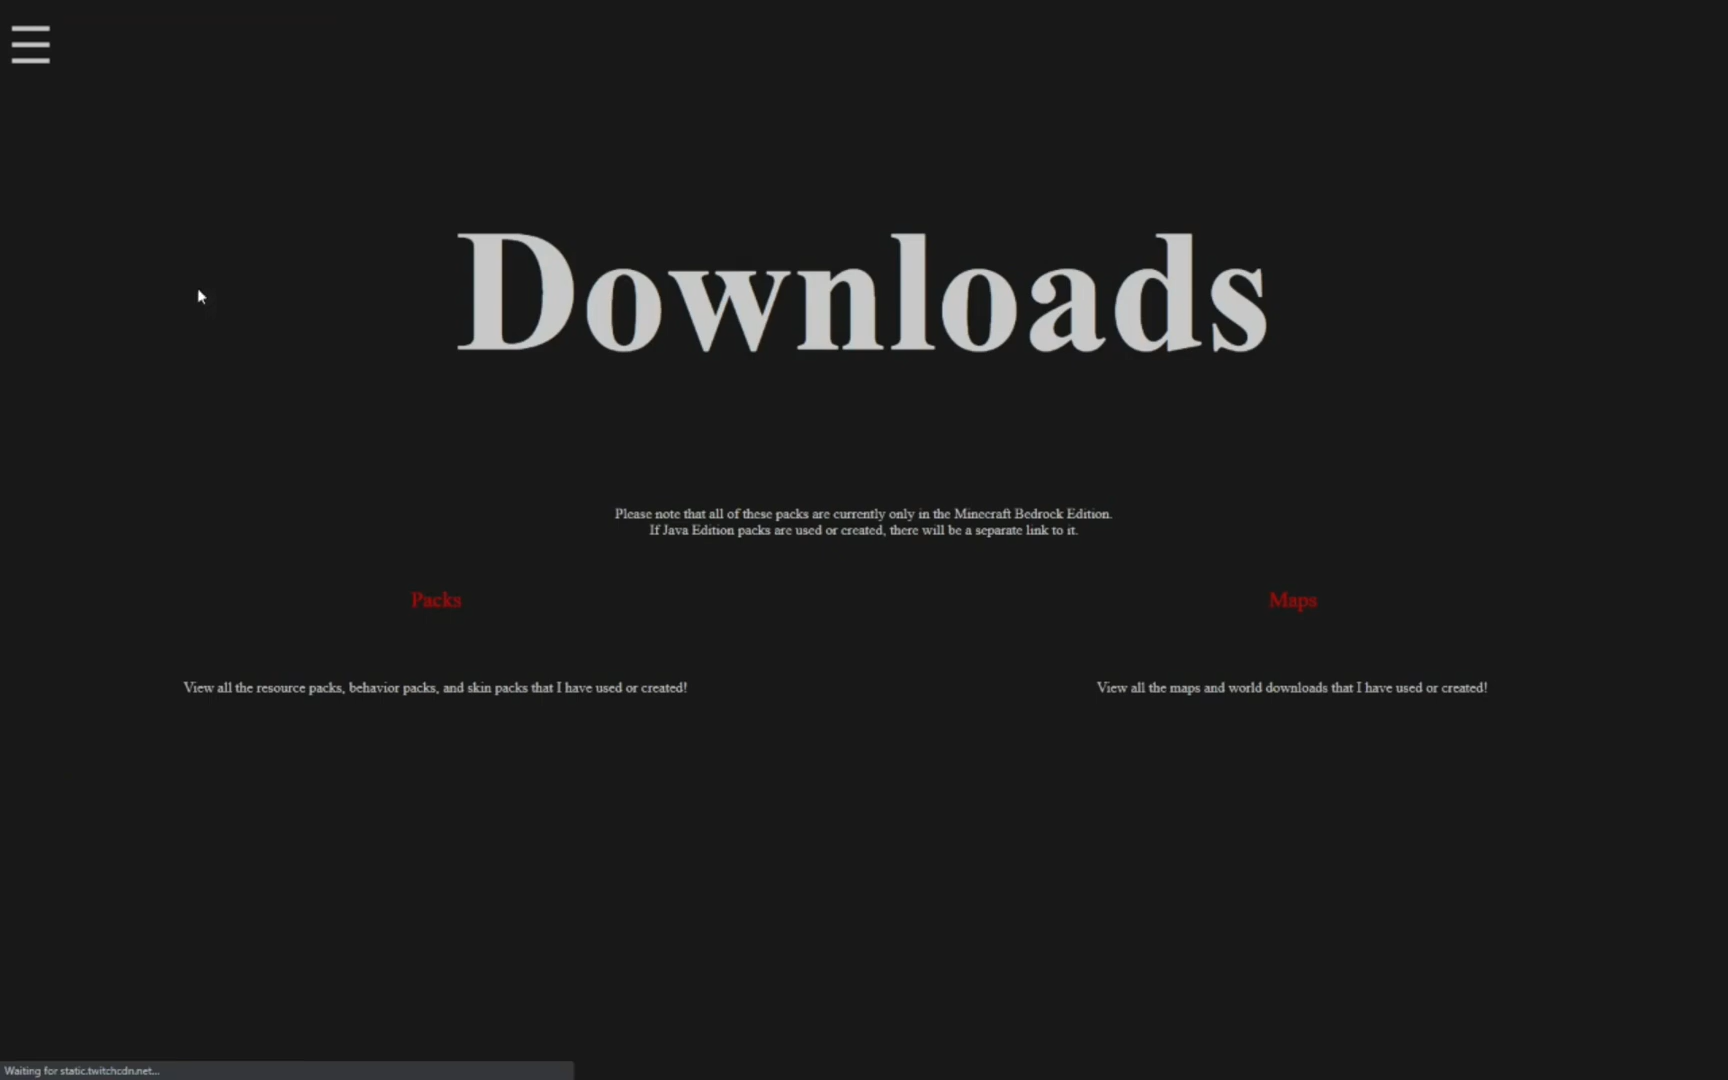 Downloads
Please note that all of these packs are currently only in the Minecraft Bedrock Edition.
If Java Edition packs are used or created, there will be a separate link to it.
Packs
Maps
View all the resource packs, behavior packs, and skin packs that I have used or created!
View all the maps and world downloads that I have used or created!
Waiting for static.twitchcdn.net...